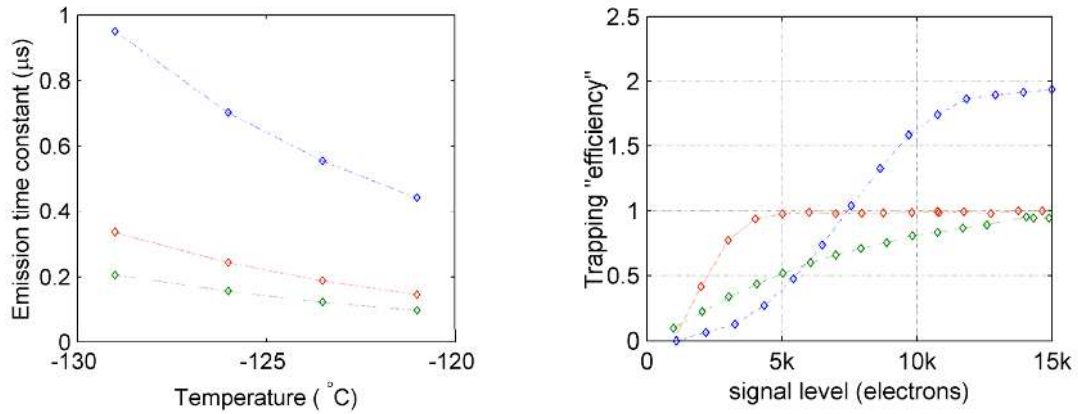 1
0.8
0.6
0.4
0.2
0
-130
-125
-120
Emission time constant (μs)
Temperature ( °C)
2.5
2
1.5
1
0.5
0
0
5k
10k
15k
Trapping "efficiency"
signal level (electrons)